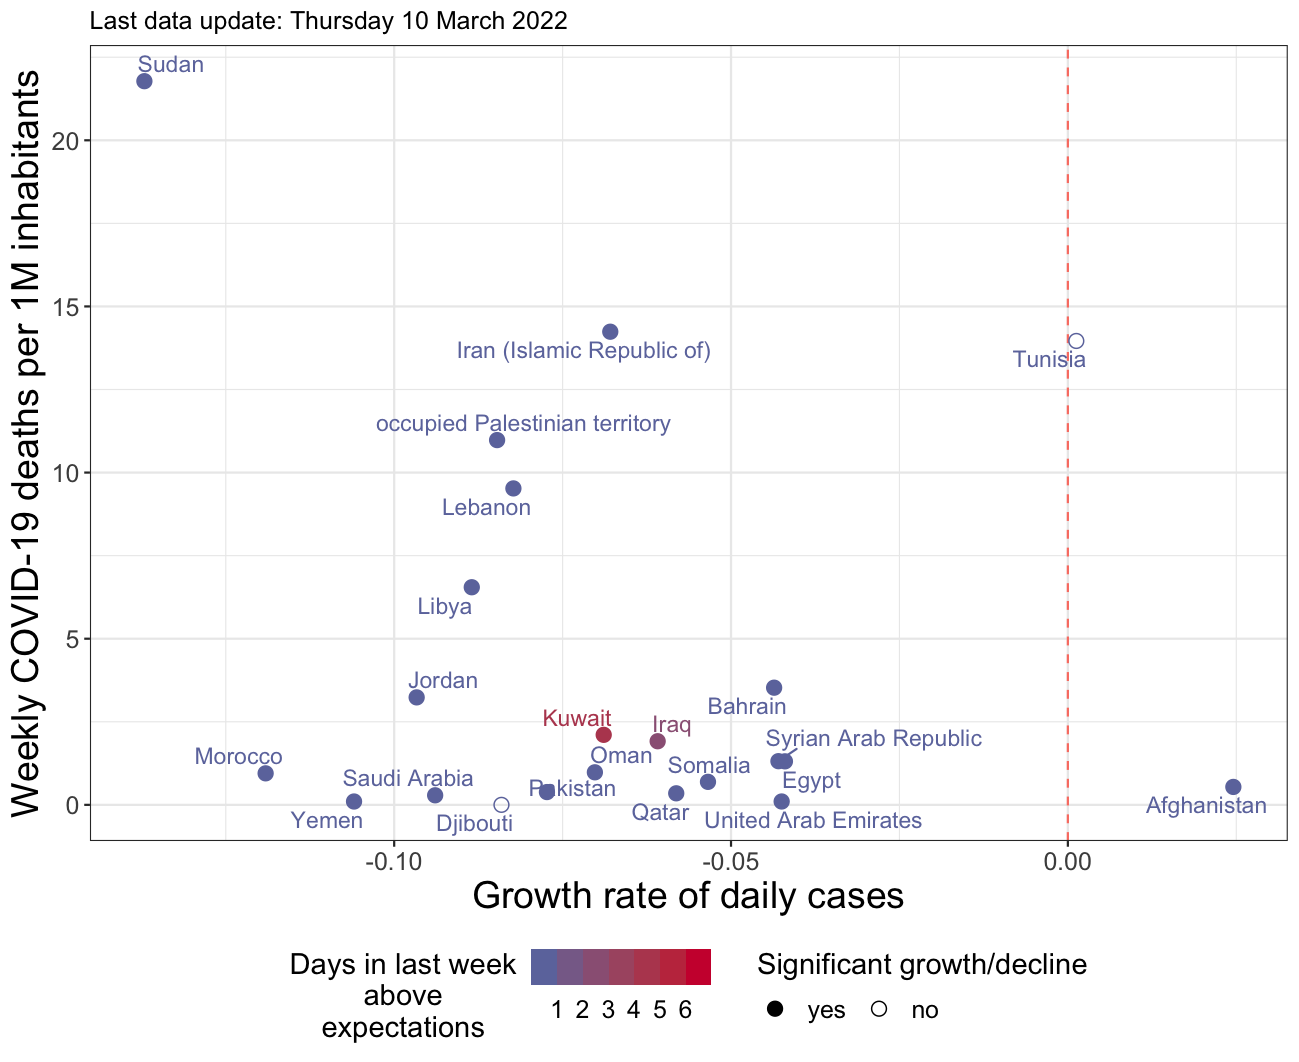 Last data update: Thursday 10 March 2022
Weekly COVID-19 deaths per 1M inhabitants
20
15
10
5
0
Sudan
Iran (Islamic Republic of)
Tunisia
occupied Palestinian territory
Lebanon
Libya
Jordan
Bahrain
Kuwait
Iraq
Syrian Arab Republic
Morocco
Oman
Somalia
Saudi Arabia
Egypt
Pakistan
Afghanistan
Qatar
Yemen
Djibouti
United Arab Emirates
-0.10 -0.05 0.00
Growth rate of daily cases
Days in last week
above
expectations
1 2 3 4 5 6
Significant growth/decline
yes no